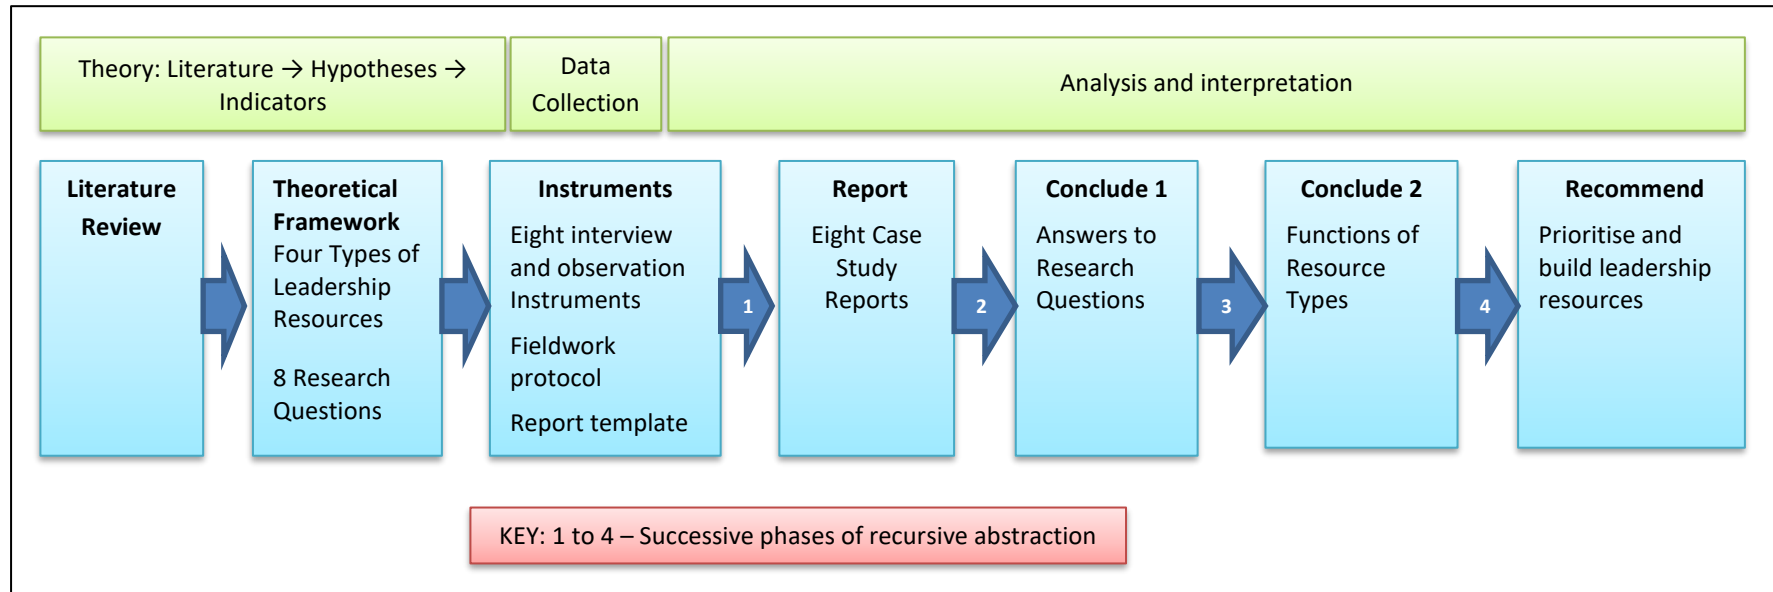 Theory: Literature → Hypotheses →
Indicators
Data
Collection
Analysis and interpretation
Literature
Review
Theoretical
Framework
Four Types of
Leadership
Resources
8 Research
Questions
Instruments
Eight interview
and observation
Instruments
Fieldwork
protocol
Report template
1
Report
Eight Case
Study
Reports
2
Conclude 1
Answers to
Research
Questions
3
Conclude 2
Functions of
Resource
Types
4
Recommend
Prioritise and
build leadership
resources
KEY: 1 to 4 – Successive phases of recursive abstraction